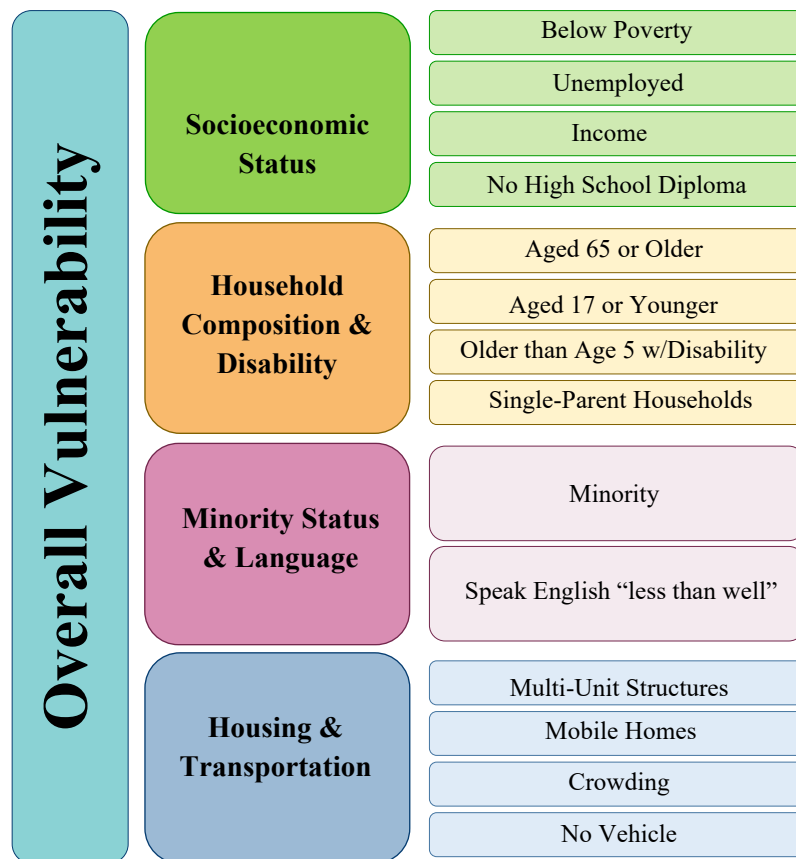 Overall Vulnerability
Socioeconomic
Status
Below Poverty
Unemployed
Income
No High School Diploma
Household
Composition &
Disability
Aged 65 or Older
Aged 17 or Younger
Older than Age 5 w/Disability
Single-Parent Households
Minority Status
& Language
Minority
Speak English “less than well”
Housing &
Transportation
Multi-Unit Structures
Mobile Homes
Crowding
No Vehicle